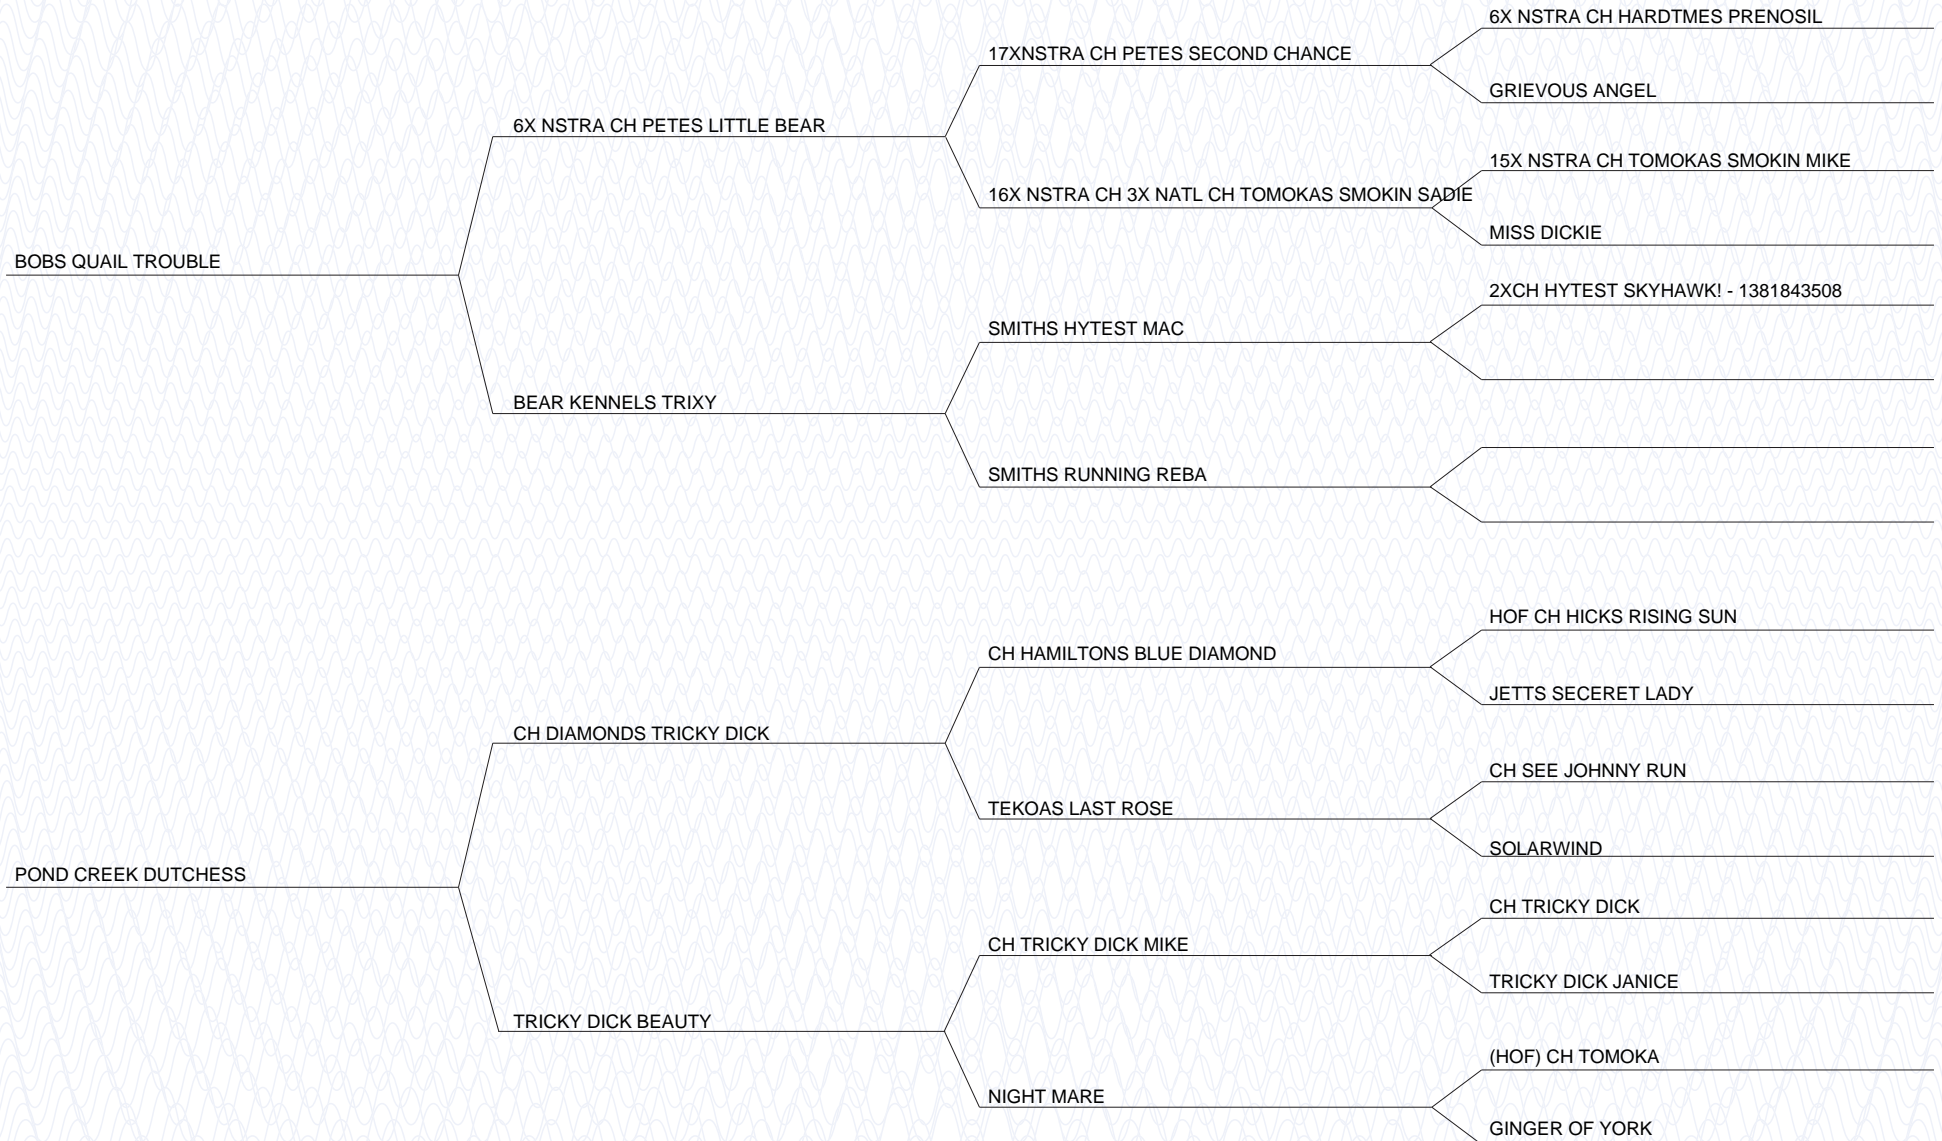 6X NSTRA CH HARDTMES PRENOSIL
17XNSTRA CH PETES SECOND CHANCE
GRIEVOUS ANGEL
6X NSTRA CH PETES LITTLE BEAR
15X NSTRA CH TOMOKAS SMOKIN MIKE
16X NSTRA CH 3X NATL CH TOMOKAS SMOKIN SADIE
MISS DICKIE
BOBS QUAIL TROUBLE
2XCH HYTEST SKYHAWK! - 1381843508
SMITHS HYTEST MAC
BEAR KENNELS TRIXY
SMITHS RUNNING REBA
HOF CH HICKS RISING SUN
CH HAMILTONS BLUE DIAMOND
JETTS SECERET LADY
CH DIAMONDS TRICKY DICK
CH SEE JOHNNY RUN
TEKOAS LAST ROSE
SOLARWIND
POND CREEK DUTCHESS
CH TRICKY DICK
CH TRICKY DICK MIKE
TRICKY DICK JANICE
TRICKY DICK BEAUTY
(HOF) CH TOMOKA
NIGHT MARE
GINGER OF YORK